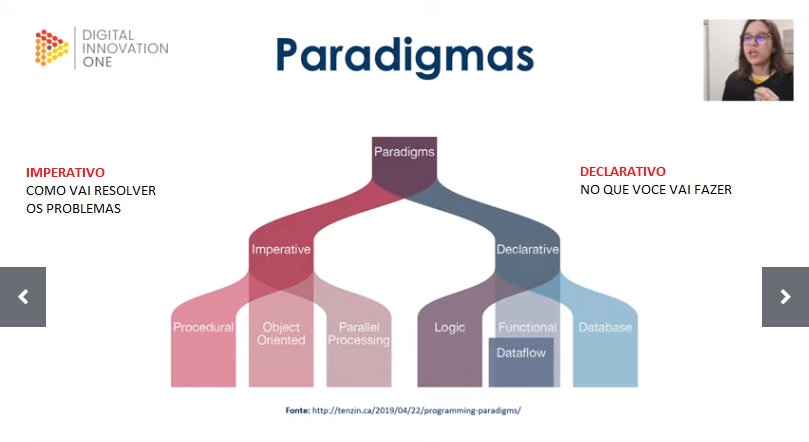 DIGITAL
INNOVATION
ONE
Paradigmas
IMPERATIVO
COMO VAI RESOLVER
OS PROBLEMAS
DECLARATIVO
NO QUE VOCE VAI FAZER
Paradigms
Imperative
Declarative
Procedural
Object
Oriented
Parallel
Processing
Logic
Functional
Dataflow
Database
Fonte: http://tenzin.ca/2019/04/22/programming-paradigms/